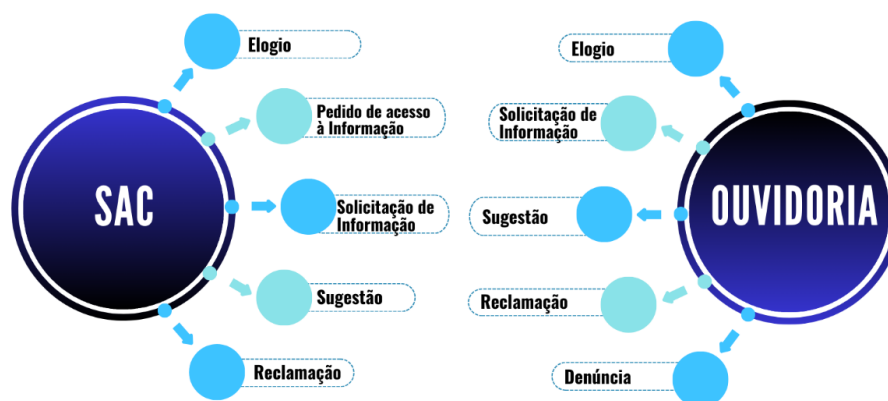 SAC
Elogio
Pedido de acesso
à Informação
Solicitação de
Informação
Sugestão
Reclamação
OUVIDORIA
Elogio
Solicitação de
Informação
Sugestão
Reclamação
Denúncia